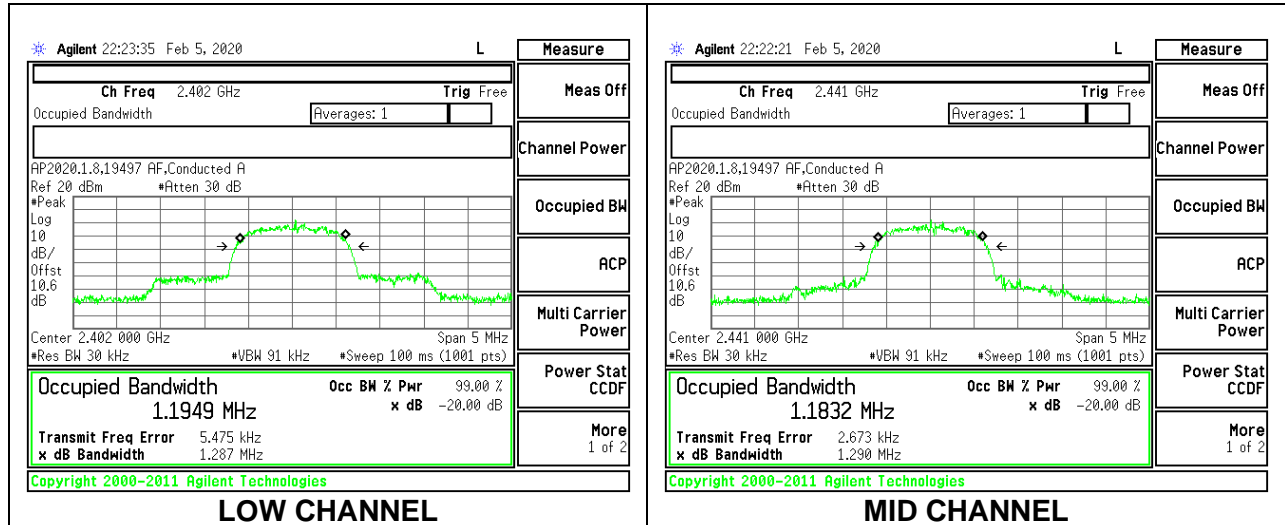 Agilent 22:23:35 Feb 5, 2020 L
Measure
Ch Freq 2.402 GHz Trig Free
Occupied Bandwidth Averages: 1
AP2020.1.8,19497 AF,Conducted A
Ref 20 dBm #Atten 30 dB
#Peak
Log
10
dB/
Offst
10.6
dB
Center 2.402 000 GHz Span 5 MHz
#Res BW 30 kHz #VBW 91 kHz #Sweep 100 ms (1001 pts)
Occupied Bandwidth Occ BW % Pwr 99.00 %
1.1949 MHz x dB -20.00 dB
Transmit Freq Error 5.475 kHz
x dB Bandwidth 1.287 MHz
Copyright 2000-2011 Agilent Technologies
Meas Off
Channel Power
Occupied BW
ACP
Multi Carrier
Power
Power Stat
CCDF
More
1 of 2
LOW CHANNEL
Agilent 22:22:21 Feb 5, 2020 L
Measure
Ch Freq 2.441 GHz Trig Free
Occupied Bandwidth Averages: 1
AP2020.1.8,19497 AF,Conducted A
Ref 20 dBm #Atten 30 dB
#Peak
Log
10
dB/
Offst
10.6
dB
Center 2.441 000 GHz Span 5 MHz
#Res BW 30 kHz #VBW 91 kHz #Sweep 100 ms (1001 pts)
Occupied Bandwidth Occ BW % Pwr 99.00 %
1.1832 MHz x dB -20.00 dB
Transmit Freq Error 2.673 kHz
x dB Bandwidth 1.290 MHz
Copyright 2000-2011 Agilent Technologies
Meas Off
Channel Power
Occupied BW
ACP
Multi Carrier
Power
Power Stat
CCDF
More
1 of 2
MID CHANNEL